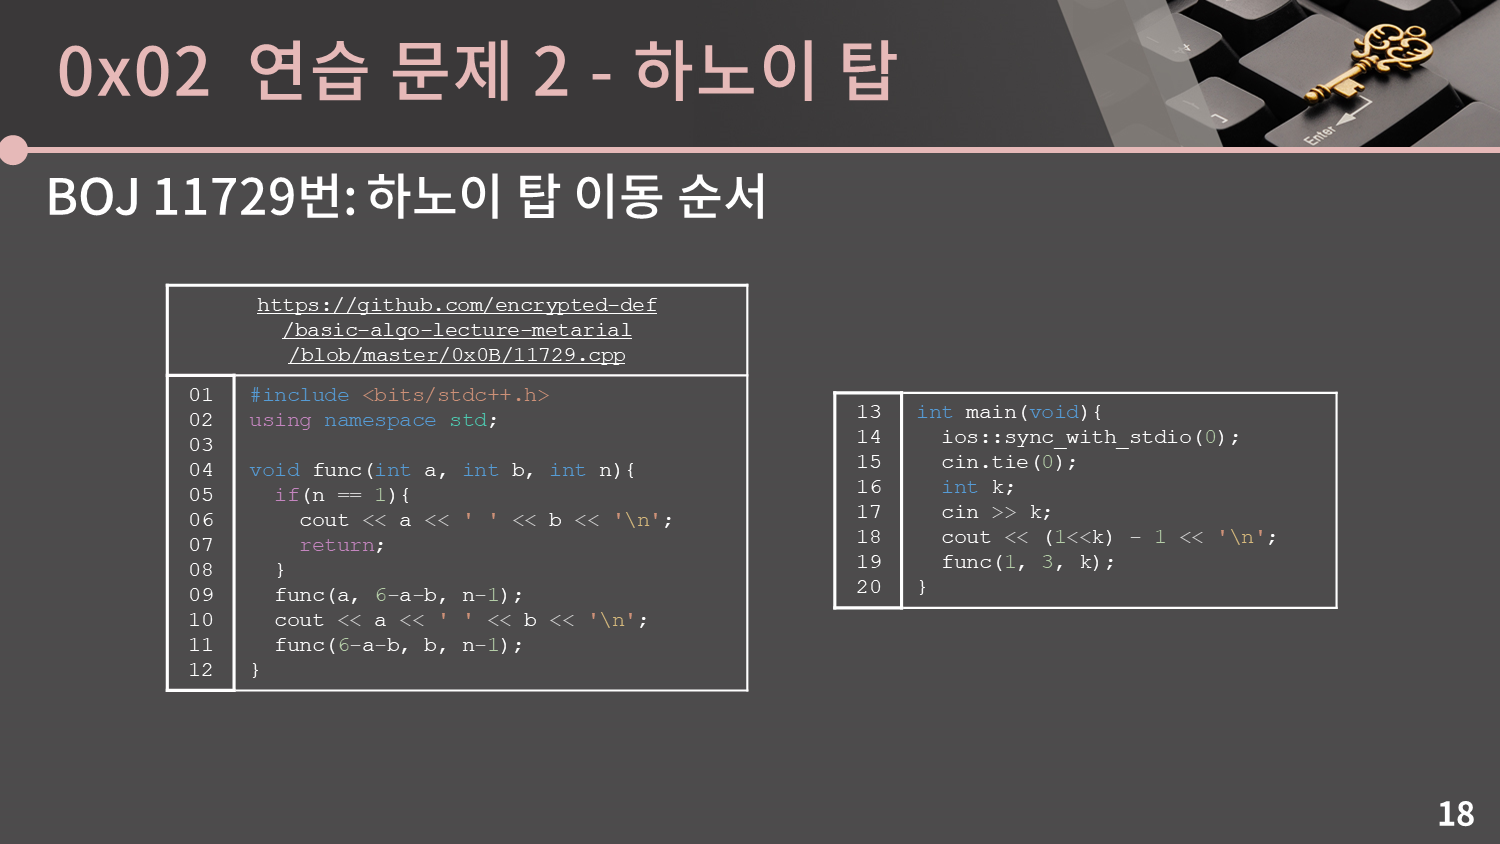 0x02 연습 문제 2 - 하노이 탑
Enter
BOJ 11729번: 하노이 탑 이동 순서
https://github.com/encrypted-def
/basic-algo-lecture-metarial
/blob/master/0x0B/11729.cpp
01 #include <bits/stdc++.h>
02 using namespace std;
03
04 void func(int a, int b, int n){
05   if(n == 1){
06     cout << a << ' ' << b << '\n';
07     return;
08   }
09   func(a, 6-a-b, n-1);
10   cout << a << ' ' << b << '\n';
11   func(6-a-b, b, n-1);
12 }
13 int main(void){
14   ios::sync_with_stdio(0);
15   cin.tie(0);
16   int k;
17   cin >> k;
18   cout << (1<<k) - 1 << '\n';
19   func(1, 3, k);
20 }
18